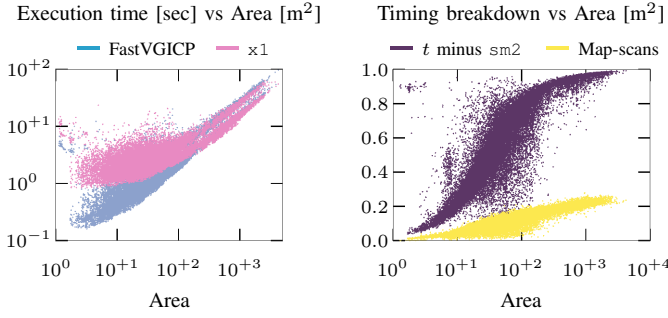 Execution time [sec] vs Area [m²]
FastVGICP x1
10⁺²
10⁺¹
10⁰
10⁻¹
10⁰ 10⁺¹ 10⁺² 10⁺³
Area
Timing breakdown vs Area [m²]
t minus sm2 Map-scans
1.0
0.8
0.6
0.4
0.2
0.0
10⁰ 10⁺¹ 10⁺² 10⁺³ 10⁺⁴
Area